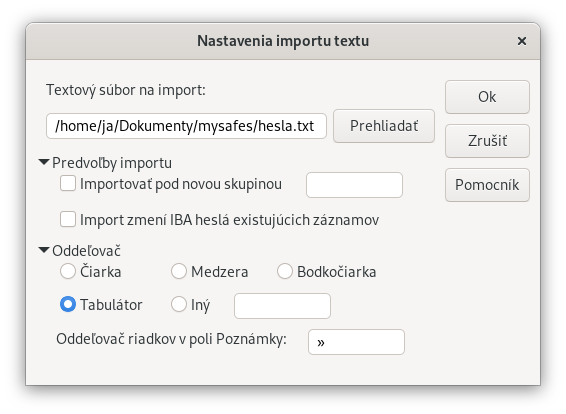 Nastavenia importu textu
Textový súbor na import:
/home/ja/Dokumenty/mysafes/hesla.txt Prehliadať
Ok
Zrušiť
Pomocník
Predvoľby importu
Importovať pod novou skupinou
Import zmení IBA heslá existujúcich záznamov
Oddeľovač
Čiarka Medzera Bodkočiarka
Tabulátor Iný
Oddeľovač riadkov v poli Poznámky: »